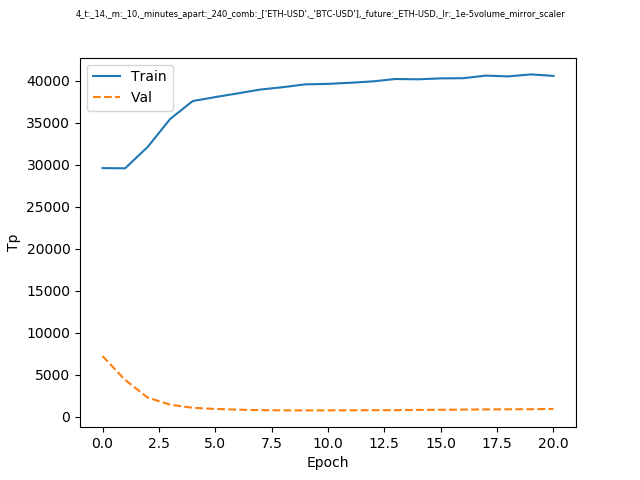 4_t:_14,_m:_10,_minutes_apart:_240_comb:_['ETH-USD',_'BTC-USD'],_future:_ETH-USD,_lr:_1e-5volume_mirror_scaler
Train
Val
40000
35000
30000
25000
20000
15000
10000
5000
0
Tp
0.0 2.5 5.0 7.5 10.0 12.5 15.0 17.5 20.0
Epoch